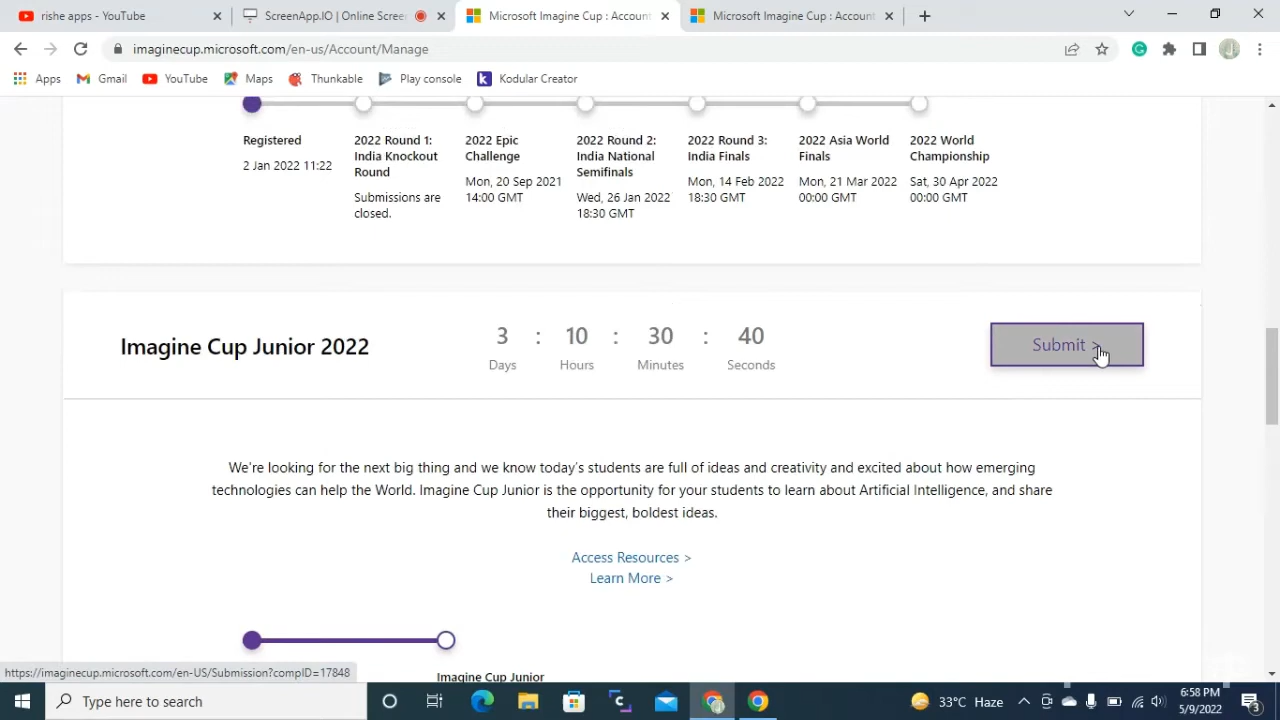 rishe apps - YouTube
ScreenApp.IO | Online Screen
Microsoft Imagine Cup : Account
Microsoft Imagine Cup : Account
imaginecup.microsoft.com/en-us/Account/Manage
Apps
Gmail
YouTube
Maps
Thunkable
Play console
Kodular Creator
Registered
2 Jan 2022 11:22
2022 Round 1:
India Knockout
Round
Submissions are
closed.
2022 Epic
Challenge
Mon, 20 Sep 2021
14:00 GMT
2022 Round 2:
India National
Semifinals
Wed, 26 Jan 2022
18:30 GMT
2022 Round 3:
India Finals
Mon, 14 Feb 2022
18:30 GMT
2022 Asia World
Finals
Mon, 21 Mar 2022
00:00 GMT
2022 World
Championship
Sat, 30 Apr 2022
00:00 GMT
Imagine Cup Junior 2022
3 : 10 : 30 : 40
Days Hours Minutes Seconds
Submit >
We're looking for the next big thing and we know today's students are full of ideas and creativity and excited about how emerging
technologies can help the World. Imagine Cup Junior is the opportunity for your students to learn about Artificial Intelligence, and share
their biggest, boldest ideas.
Access Resources >
Learn More >
Imagine Cup Junior
https://imaginecup.microsoft.com/en-US/Submission?compID=17848
Type here to search
33°C Haze
6:58 PM
5/9/2022
3